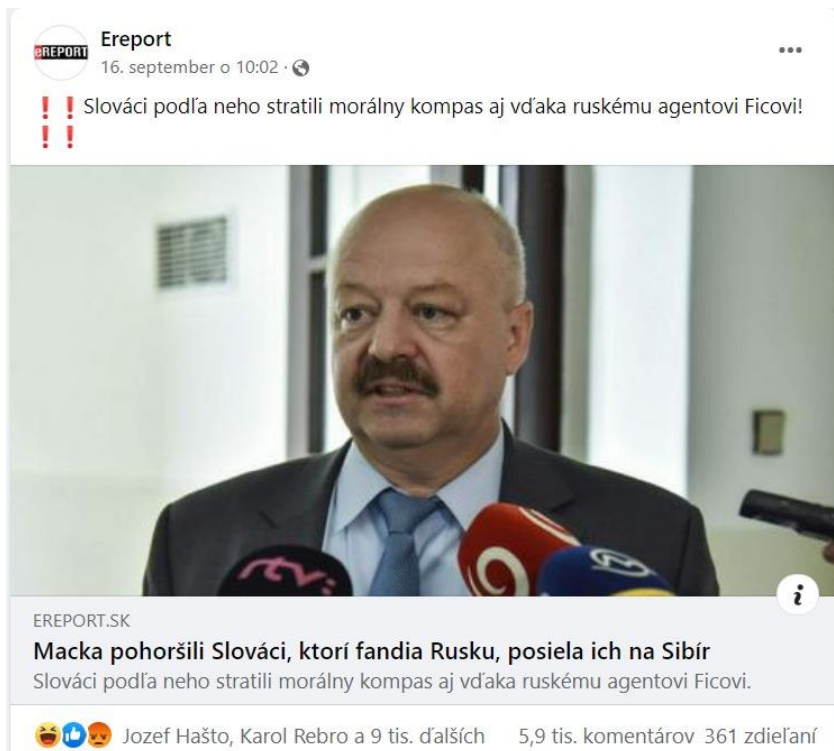 eREPORT
Ereport
16. september o 10:02 ·
❗❗Slováci podľa neho stratili morálny kompas aj vďaka ruskému agentovi Ficovi!
❗❗
rtv:
EREPORT.SK
Macka pohoršili Slováci, ktorí fandia Rusku, posiela ich na Sibír
Slováci podľa neho stratili morálny kompas aj vďaka ruskému agentovi Ficovi.
Jozef Hašto, Karol Rebro a 9 tis. ďalších 5,9 tis. komentárov 361 zdieľaní